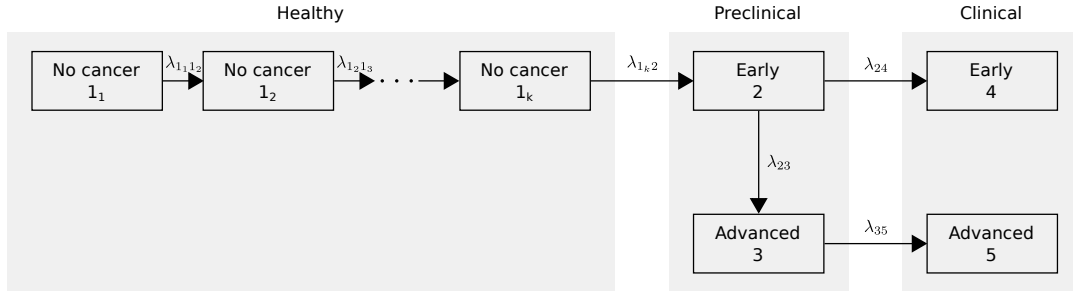 Healthy
Preclinical
Clinical
No cancer
1₁
λ₁₁₁₂
No cancer
1₂
λ₁₂₁₃
...
No cancer
1ₖ
λ₁ₖ₂
Early
2
λ₂₄
Early
4
λ₂₃
Advanced
3
λ₃₅
Advanced
5